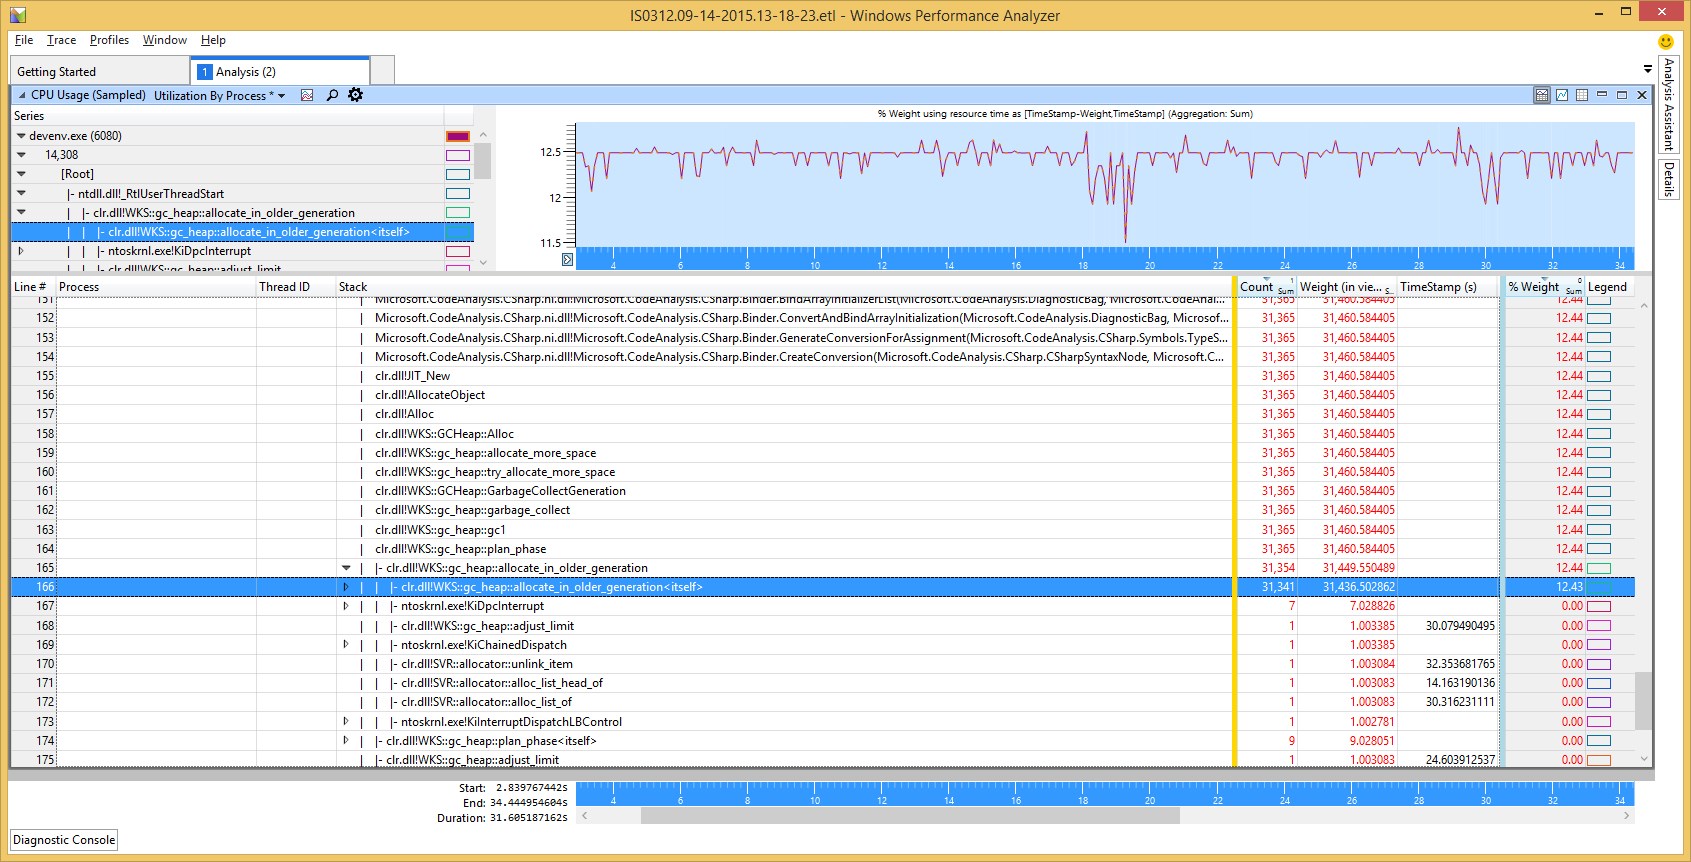 IS0312.09-14-2015.13-18-23.etl - Windows Performance Analyzer
File Trace Profiles Window Help
Getting Started
1 Analysis (2)
Analysis Assistant
Details
CPU Usage (Sampled) Utilization By Process *
Series
devenv.exe (6080)
14,308
[Root]
|- ntdll.dll!_RtlUserThreadStart
| |- clr.dll!WKS::gc_heap::allocate_in_older_generation
| | |- clr.dll!WKS::gc_heap::allocate_in_older_generation<itself>
| | |- ntoskrnl.exe!KiDpcInterrupt
| | |- clr.dll!WKS::gc_heap::adjust_limit
% Weight using resource time as [TimeStamp-Weight,TimeStamp] (Aggregation: Sum)
12.5
12
11.5
4 6 8 10 12 14 16 18 20 22 24 26 28 30 32 34
Line # Process Thread ID Stack Count 1 Sum Weight (in vie... S... TimeStamp (s) % Weight 0 Sum Legend
151 | Microsoft.CodeAnalysis.CSharp.ni.dll!Microsoft.CodeAnalysis.CSharp.Binder.BindArrayInitializerList(Microsoft.CodeAnalysis.DiagnosticBag, Microsoft.CodeAnal... 31,365 31,460.584405 12.44
152 | Microsoft.CodeAnalysis.CSharp.ni.dll!Microsoft.CodeAnalysis.CSharp.Binder.ConvertAndBindArrayInitialization(Microsoft.CodeAnalysis.DiagnosticBag, Microsof... 31,365 31,460.584405 12.44
153 | Microsoft.CodeAnalysis.CSharp.ni.dll!Microsoft.CodeAnalysis.CSharp.Binder.GenerateConversionForAssignment(Microsoft.CodeAnalysis.CSharp.Symbols.TypeS... 31,365 31,460.584405 12.44
154 | Microsoft.CodeAnalysis.CSharp.ni.dll!Microsoft.CodeAnalysis.CSharp.Binder.CreateConversion(Microsoft.CodeAnalysis.CSharp.CSharpSyntaxNode, Microsoft.C... 31,365 31,460.584405 12.44
155 | clr.dll!JIT_New 31,365 31,460.584405 12.44
156 | clr.dll!AllocateObject 31,365 31,460.584405 12.44
157 | clr.dll!Alloc 31,365 31,460.584405 12.44
158 | clr.dll!WKS::GCHeap::Alloc 31,365 31,460.584405 12.44
159 | clr.dll!WKS::gc_heap::allocate_more_space 31,365 31,460.584405 12.44
160 | clr.dll!WKS::gc_heap::try_allocate_more_space 31,365 31,460.584405 12.44
161 | clr.dll!WKS::GCHeap::GarbageCollectGeneration 31,365 31,460.584405 12.44
162 | clr.dll!WKS::gc_heap::garbage_collect 31,365 31,460.584405 12.44
163 | clr.dll!WKS::gc_heap::gc1 31,365 31,460.584405 12.44
164 | clr.dll!WKS::gc_heap::plan_phase 31,365 31,460.584405 12.44
165 | |- clr.dll!WKS::gc_heap::allocate_in_older_generation 31,354 31,449.550489 12.44
166 | | |- clr.dll!WKS::gc_heap::allocate_in_older_generation<itself> 31,341 31,436.502862 12.43
167 | | |- ntoskrnl.exe!KiDpcInterrupt 7 7.028826 0.00
168 | | |- clr.dll!WKS::gc_heap::adjust_limit 1 1.003385 30.079490495 0.00
169 | | |- ntoskrnl.exe!KiChainedDispatch 1 1.003385 0.00
170 | | |- clr.dll!SVR::allocator::unlink_item 1 1.003084 32.353681765 0.00
171 | | |- clr.dll!SVR::allocator::alloc_list_head_of 1 1.003083 14.163190136 0.00
172 | | |- clr.dll!SVR::allocator::alloc_list_of 1 1.003083 30.316231111 0.00
173 | | |- ntoskrnl.exe!KiInterruptDispatchLBControl 1 1.002781 0.00
174 | |- clr.dll!WKS::gc_heap::plan_phase<itself> 9 9.028051 0.00
175 | |- clr.dll!WKS::gc_heap::adjust_limit 1 1.003083 24.603912537 0.00
Start: 2.839767442s
End: 34.444954604s
Duration: 31.605187162s
4 6 8 10 12 14 16 18 20 22 24 26 28 30 32 34
Diagnostic Console